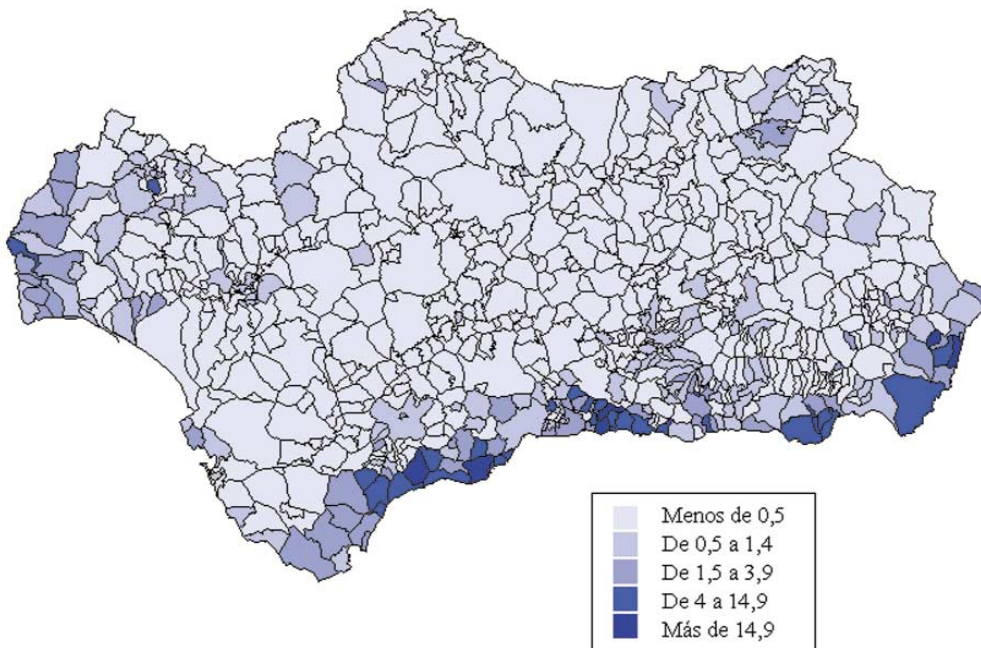 Menos de 0,5
De 0,5 a 1,4
De 1,5 a 3,9
De 4 a 14,9
Más de 14,9